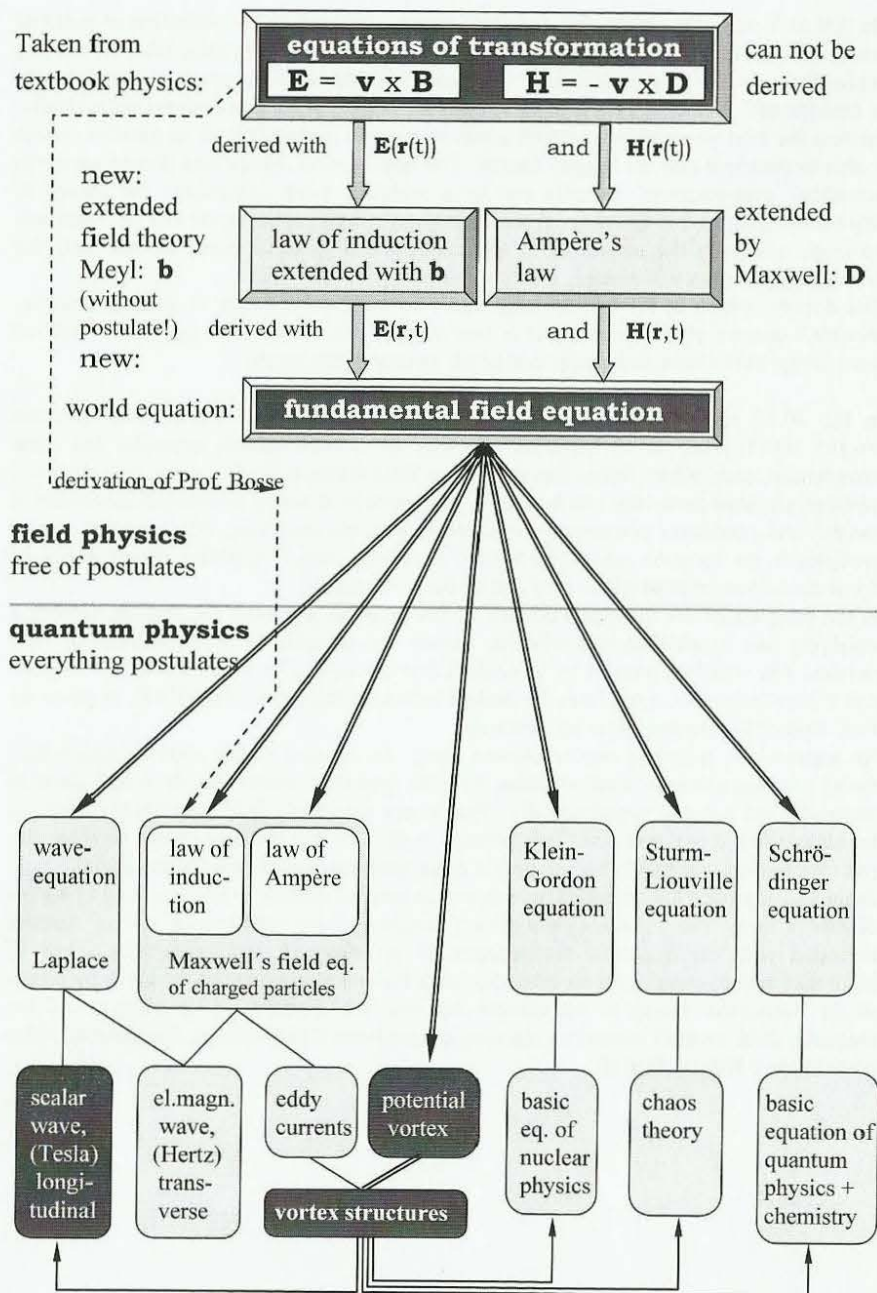 Taken from
textbook physics:
equations of transformation
E = v x B
H = - v x D
can not be
derived
derived with E(r(t))
and H(r(t))
new:
extended
field theory
Meyl: b
(without
postulate!)
law of induction
extended with b
Ampère's
law
extended
by
Maxwell: D
derived with E(r,t)
and H(r,t)
new:
world equation:
fundamental field equation
derivation of Prof. Bosse
field physics
free of postulates
quantum physics
everything postulates
wave-
equation
Laplace
law of
induc-
tion
law of
Ampère
Maxwell´s field eq.
of charged particles
Klein-
Gordon
equation
Sturm-
Liouville
equation
Schrö-
dinger
equation
scalar
wave,
(Tesla)
longi-
tudinal
el.magn.
wave,
(Hertz)
trans-
verse
eddy
currents
potential
vortex
vortex structures
basic
eq. of
nuclear
physics
chaos
theory
basic
equation of
quantum
physics +
chemistry